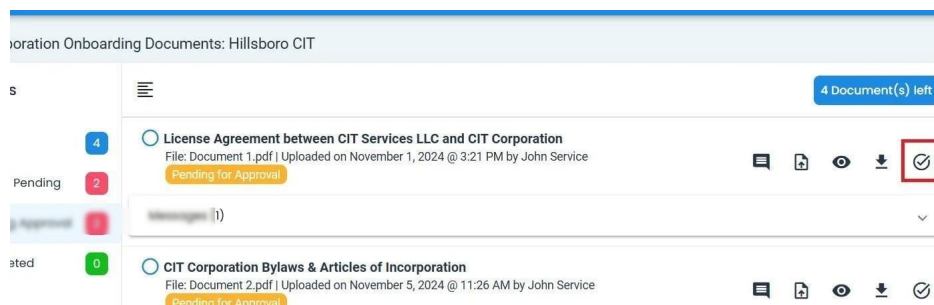 poration Onboarding Documents: Hillsboro CIT
s
4 Document(s) left
4
License Agreement between CIT Services LLC and CIT Corporation
File: Document 1.pdf | Uploaded on November 1, 2024 @ 3:21 PM by John Service
Pending for Approval
Pending 2
1)
eted 0
CIT Corporation Bylaws & Articles of Incorporation
File: Document 2.pdf | Uploaded on November 5, 2024 @ 11:26 AM by John Service
Pending for Approval